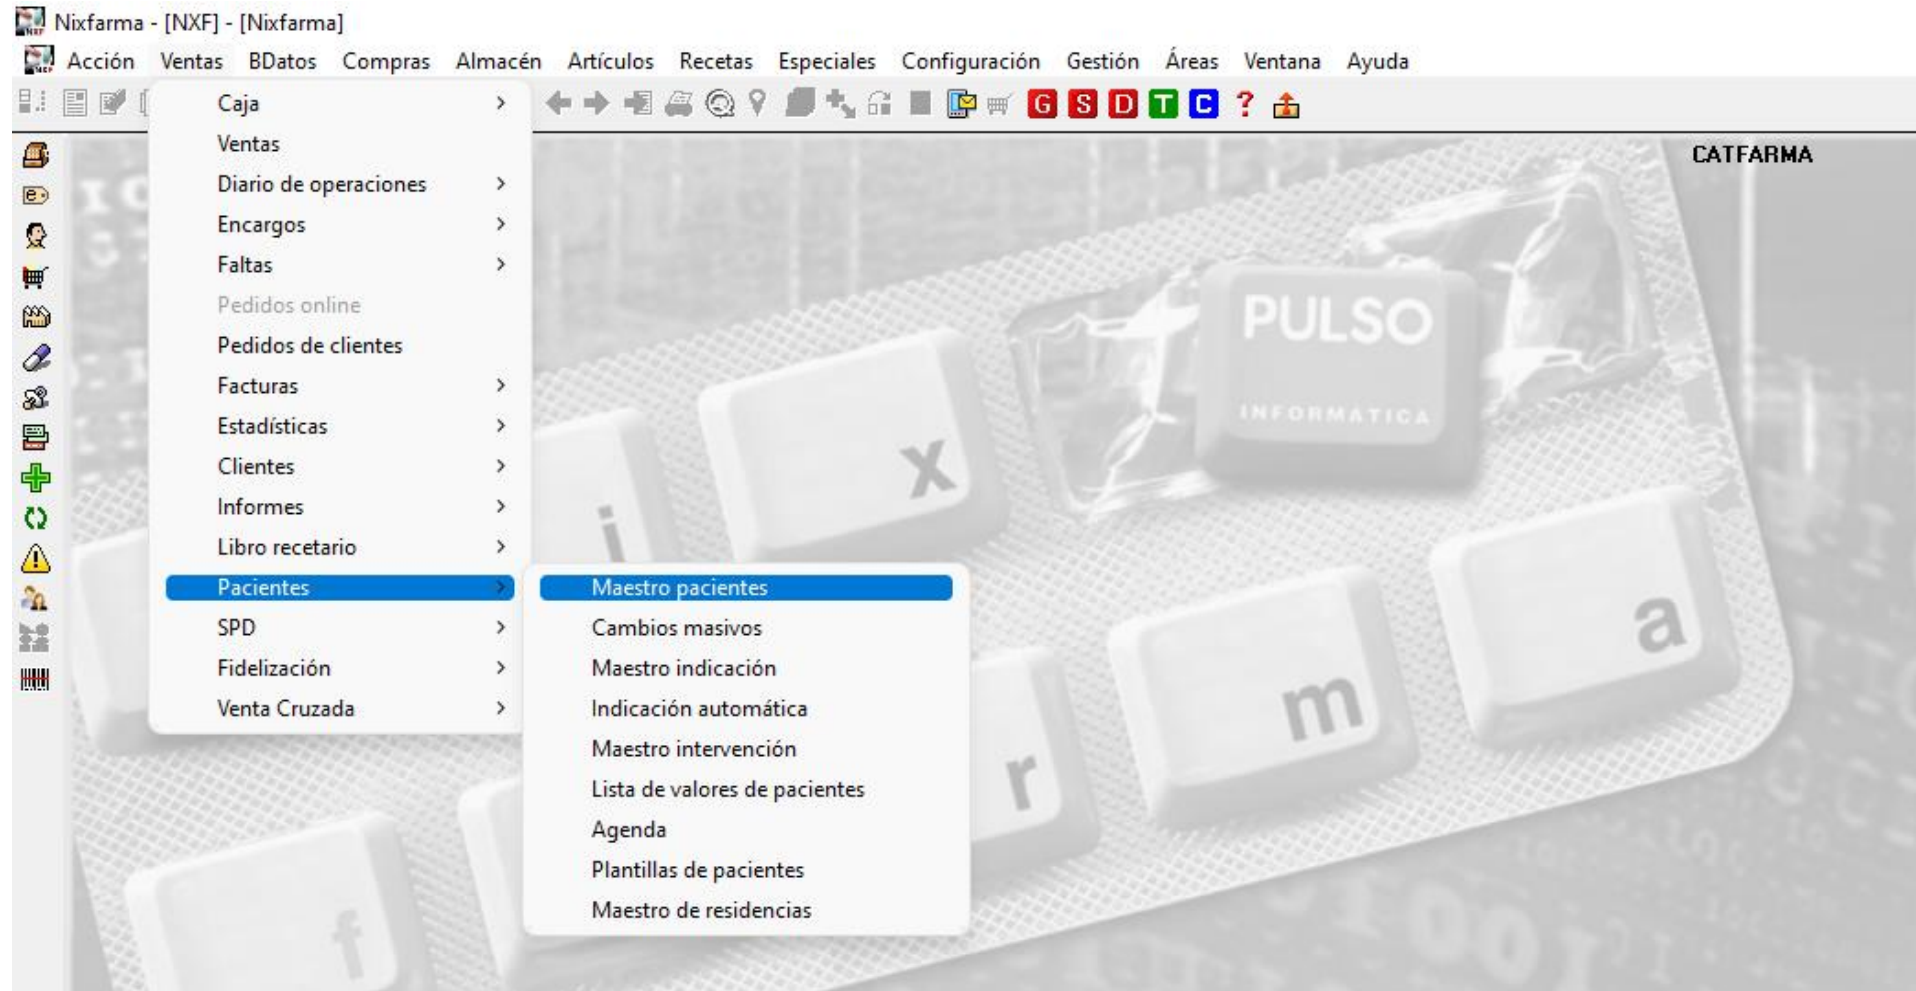 Nixfarma - [NXF] - [Nixfarma]
Acción Ventas BDatos Compras Almacén Artículos Recetas Especiales Configuración Gestión Áreas Ventana Ayuda
G S D T C ?
CATFARMA
Caja
Ventas
Diario de operaciones
Encargos
Faltas
Pedidos online
Pedidos de clientes
Facturas
Estadísticas
Clientes
Informes
Libro recetario
Pacientes
SPD
Fidelización
Venta Cruzada
Maestro pacientes
Cambios masivos
Maestro indicación
Indicación automática
Maestro intervención
Lista de valores de pacientes
Agenda
Plantillas de pacientes
Maestro de residencias
PULSO
INFORMATICA
i x
f r m a